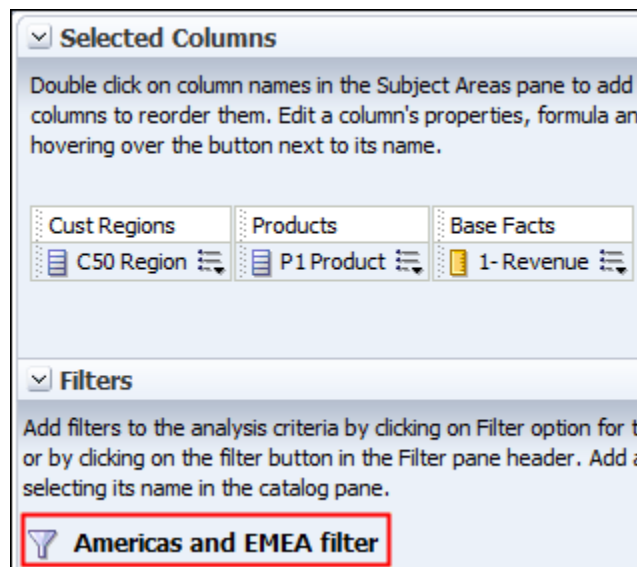 Selected Columns
Double click on column names in the Subject Areas pane to add
columns to reorder them. Edit a column's properties, formula an
hovering over the button next to its name.
Cust Regions Products Base Facts
C50 Region P1 Product 1- Revenue
Filters
Add filters to the analysis criteria by clicking on Filter option for t
or by clicking on the filter button in the Filter pane header. Add a
selecting its name in the catalog pane.
Americas and EMEA filter